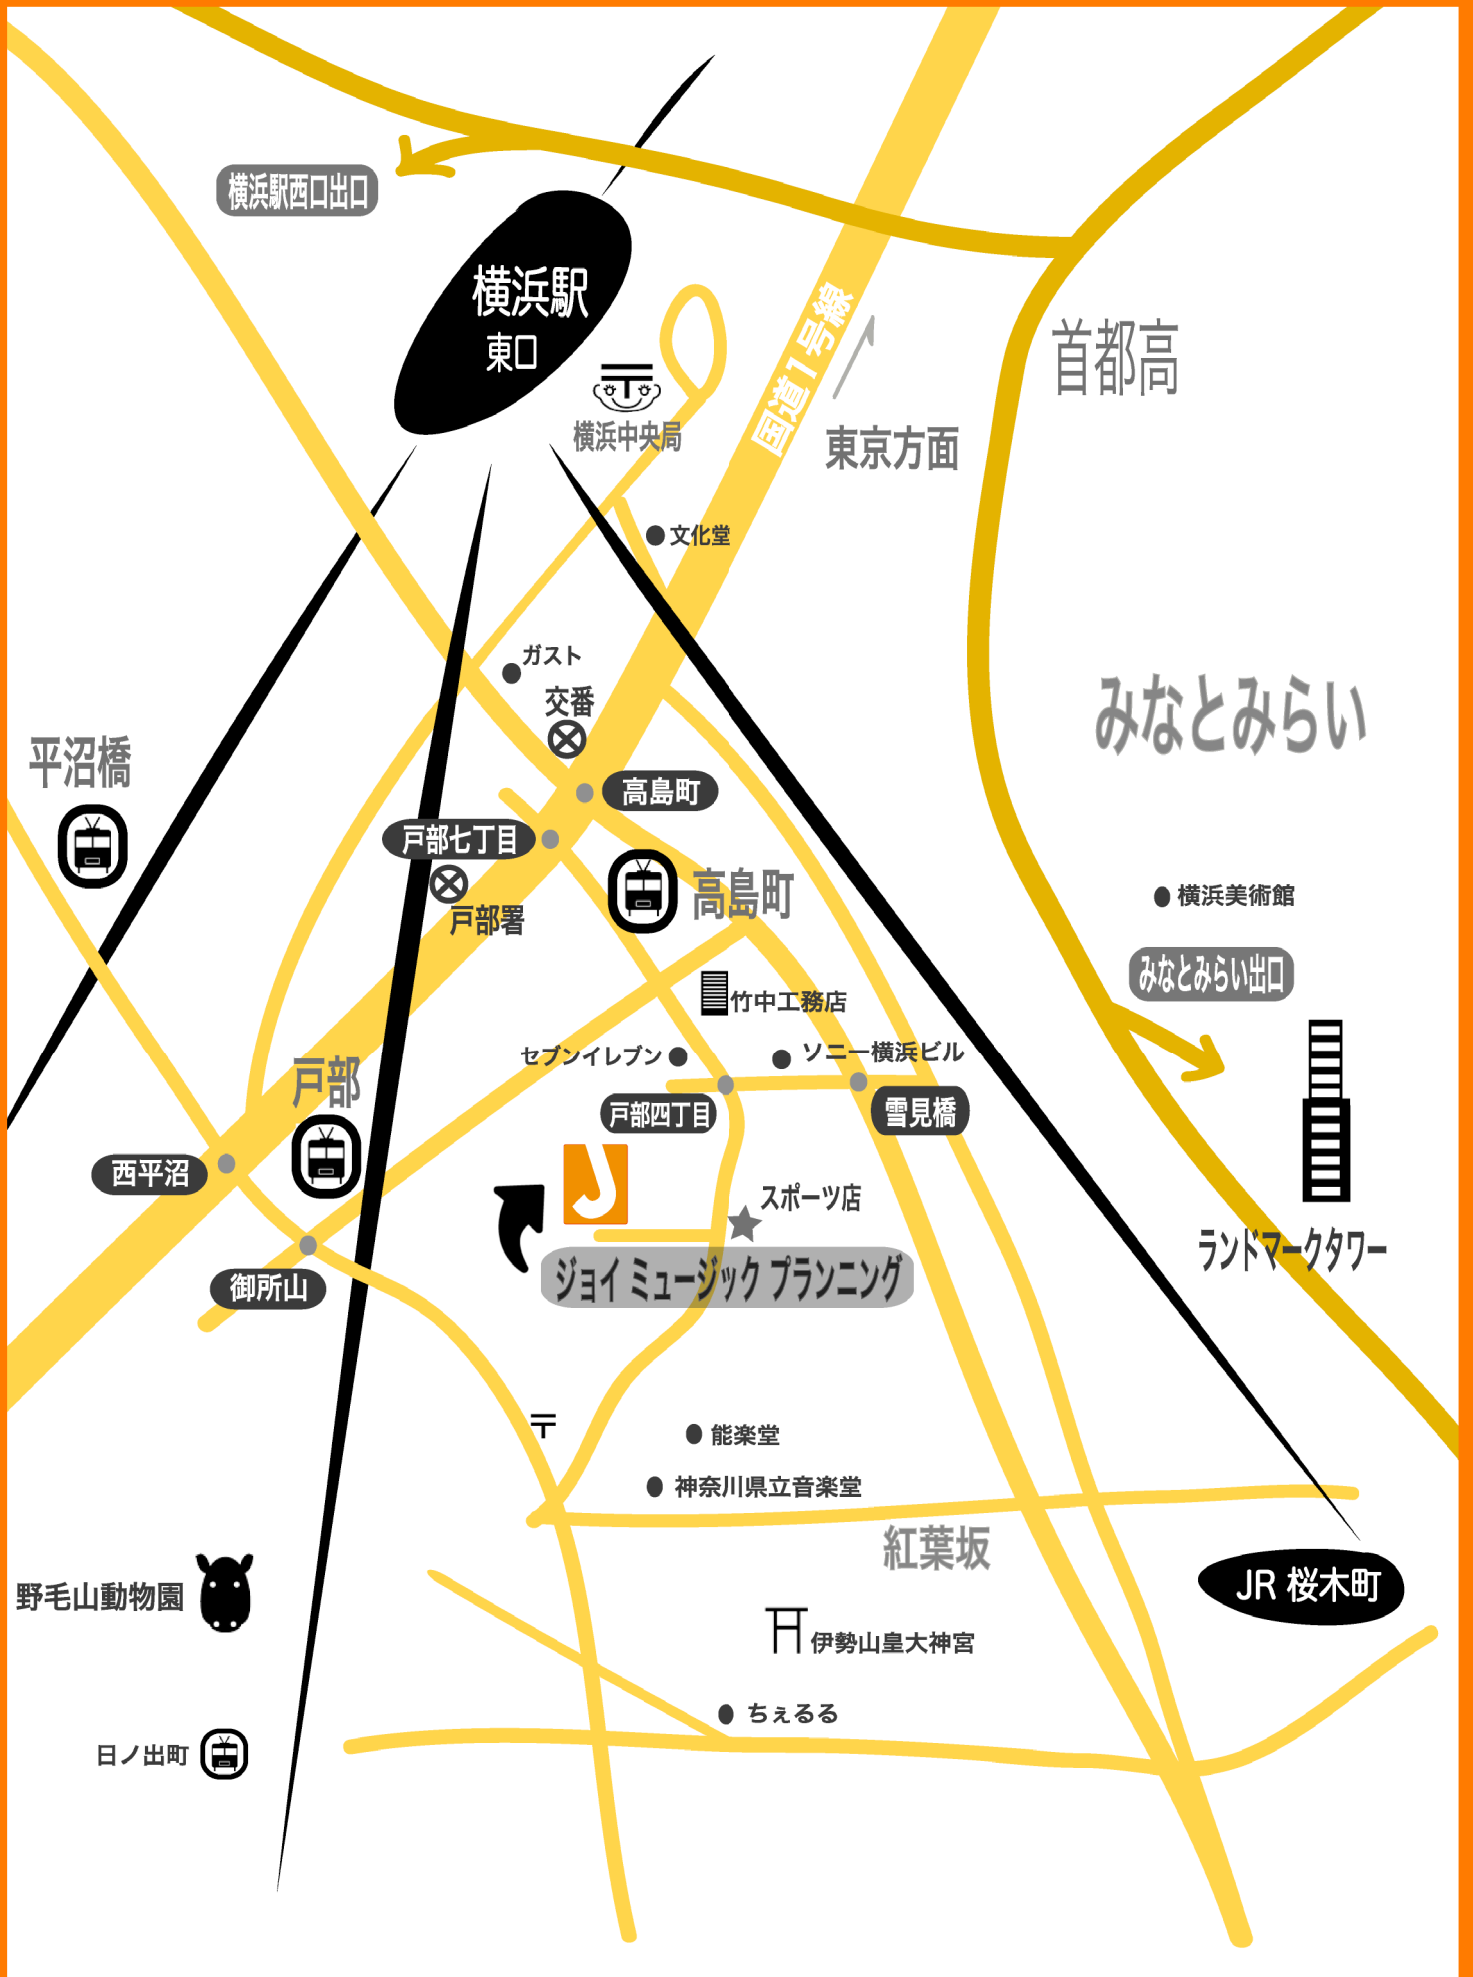 横浜駅西口出口
横浜駅
東口
国道1号線
首都高
横浜中央局
東京方面
文化堂
ガスト
交番
みなとみらい
平沼橋
高島町
戸部七丁目
高島町
戸部署
横浜美術館
みなとみらい出口
竹中工務店
セブンイレブン
ソニー横浜ビル
戸部
戸部四丁目
雪見橋
西平沼
J
スポーツ店
ランドマークタワー
御所山
ジョイ ミュージック プランニング
〒
能楽堂
神奈川県立音楽堂
紅葉坂
JR 桜木町
野毛山動物園
伊勢山皇大神宮
ちぇるる
日ノ出町